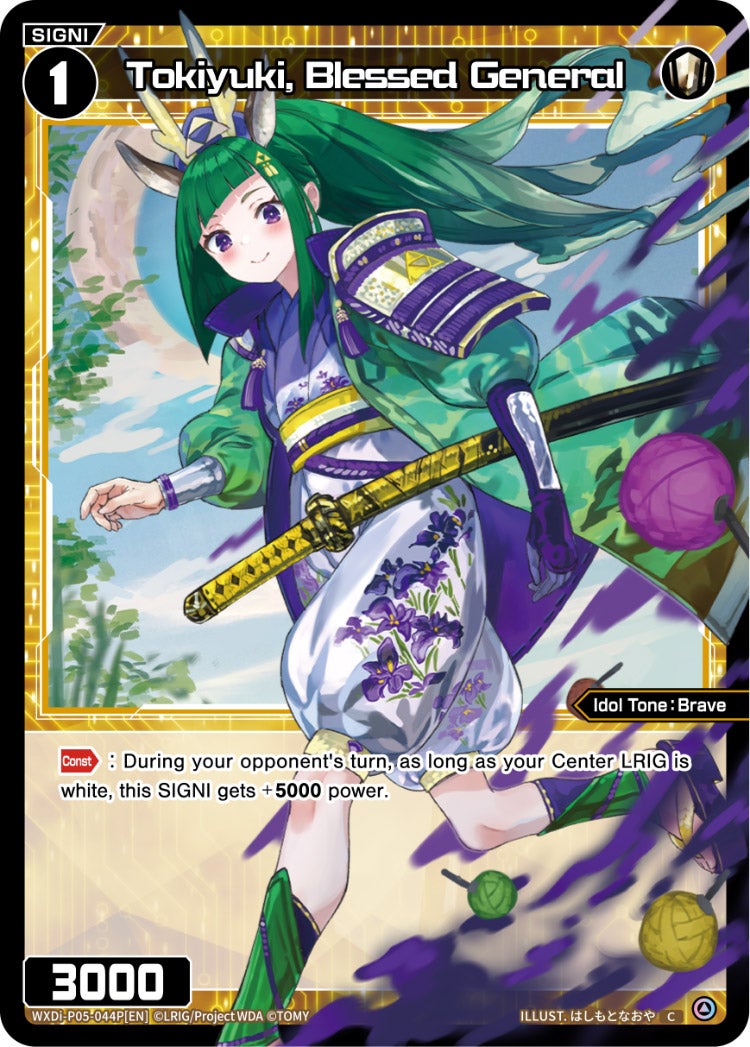 SIGNI
1
Tokiyuki, Blessed General
Idol Tone:Brave
Const : During your opponent's turn, as long as your Center LRIG is
white, this SIGNI gets +5000 power.
3000
WXDi-P05-044P[EN] ©LRIG/Project WDA ©TOMY
ILLUST. はしもとなおや C